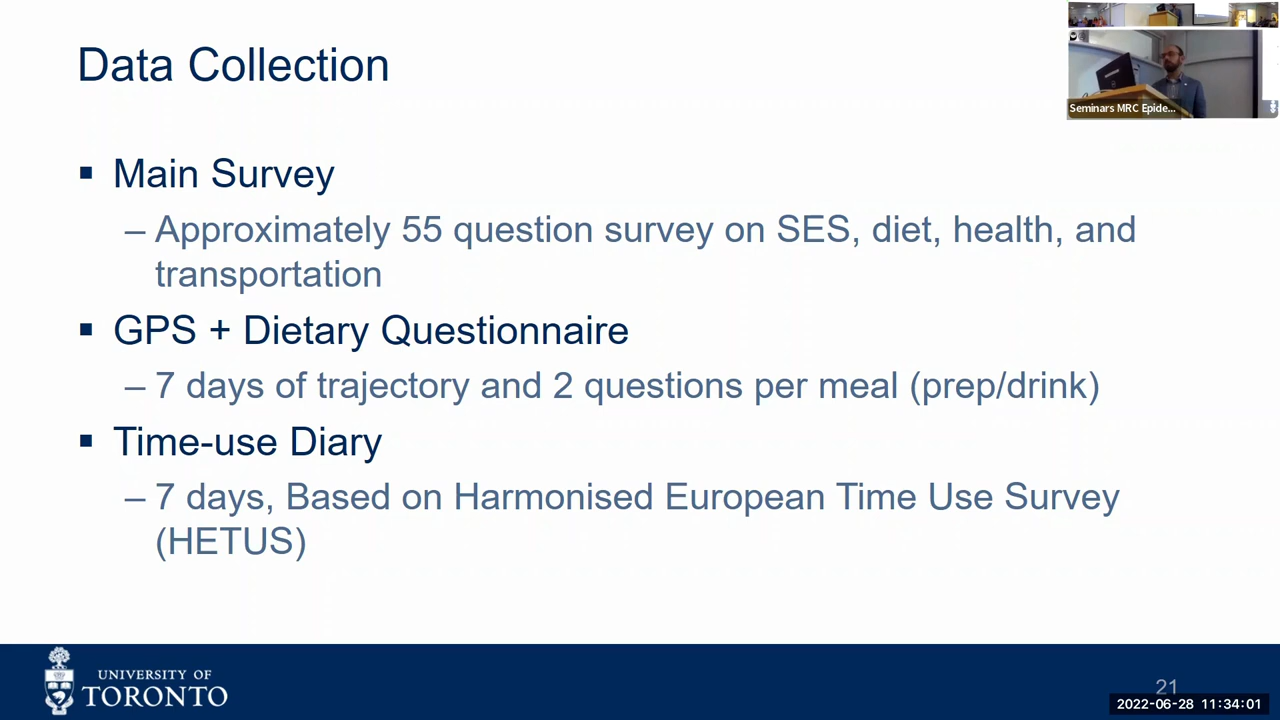 Data Collection
Seminars MRC Epide...
▪ Main Survey
– Approximately 55 question survey on SES, diet, health, and
transportation
▪ GPS + Dietary Questionnaire
– 7 days of trajectory and 2 questions per meal (prep/drink)
▪ Time-use Diary
– 7 days, Based on Harmonised European Time Use Survey
(HETUS)
UNIVERSITY OF
TORONTO
21
2022-06-28 11:34:01